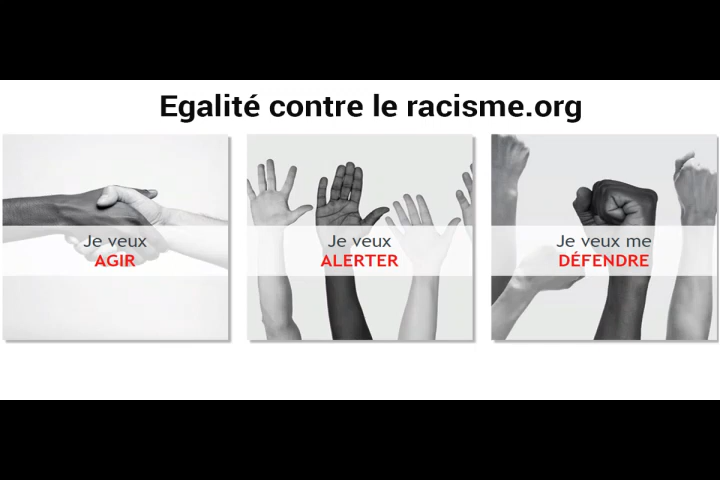 Egalité contre le racisme.org
Je veux
AGIR
Je veux
ALERTER
Je veux me
DÉFENDRE